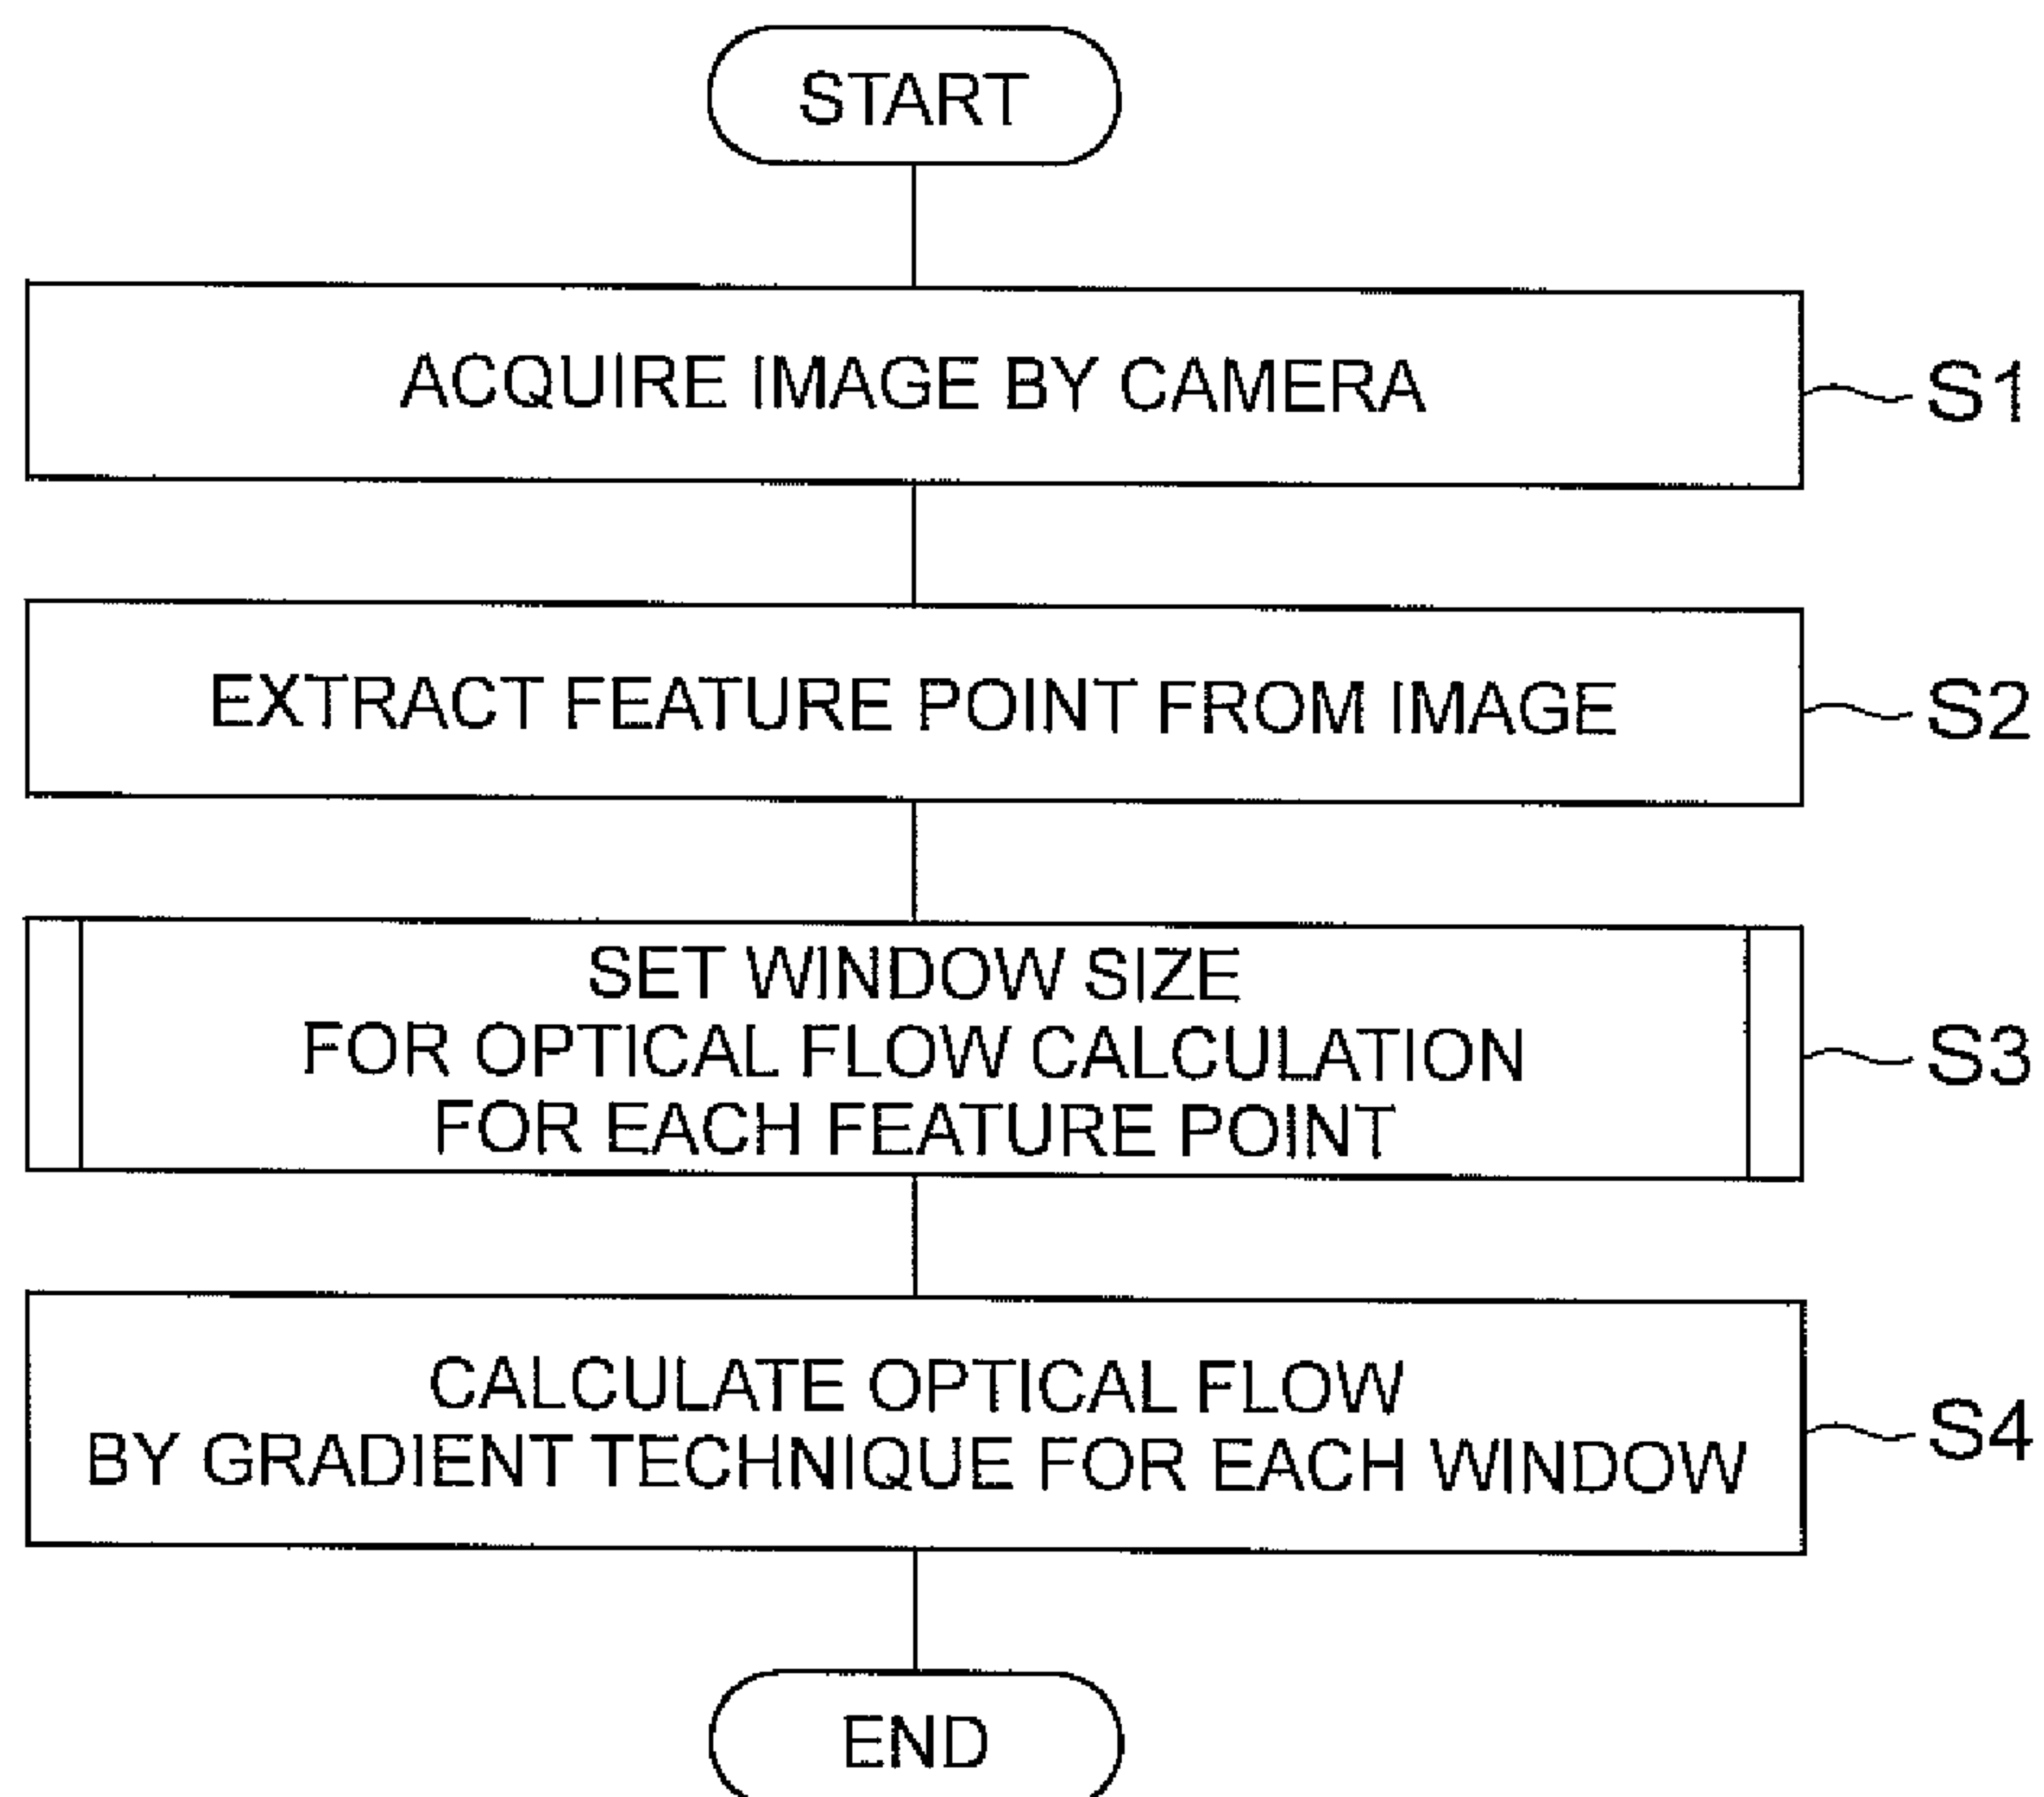 START
ACQUIRE IMAGE BY CAMERA
S1
EXTRACT FEATURE POINT FROM IMAGE
S2
SET WINDOW SIZE
FOR OPTICAL FLOW CALCULATION
FOR EACH FEATURE POINT
S3
CALCULATE OPTICAL FLOW
BY GRADIENT TECHNIQUE FOR EACH WINDOW
S4
END